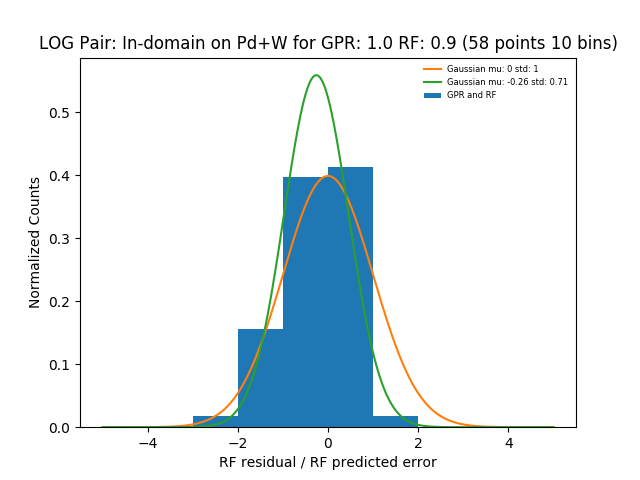 LOG Pair: In-domain on Pd+W for GPR: 1.0 RF: 0.9 (58 points 10 bins)
Gaussian mu: 0 std: 1
Gaussian mu: -0.26 std: 0.71
GPR and RF
Normalized Counts
0.5
0.4
0.3
0.2
0.1
0.0
−4 −2 0 2 4
RF residual / RF predicted error